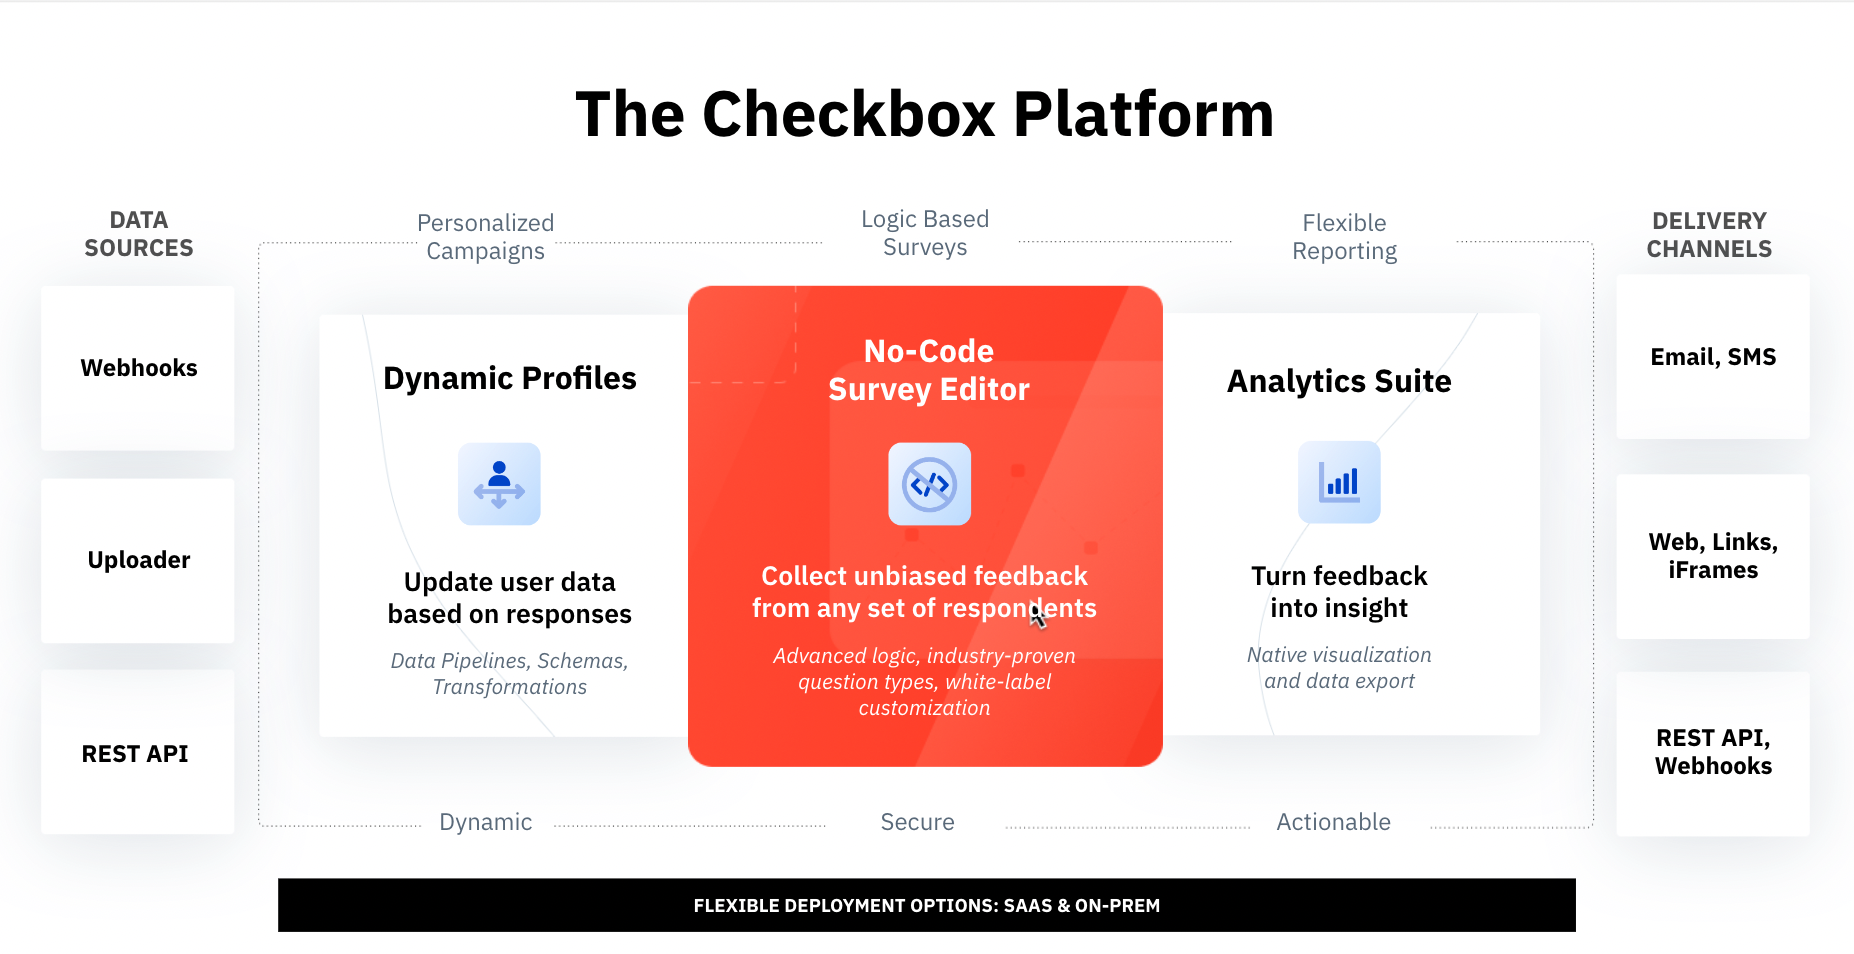 The Checkbox Platform
DATA
SOURCES
Webhooks
Uploader
REST API
Personalized
Campaigns
Logic Based
Surveys
Flexible
Reporting
Dynamic Profiles
Update user data
based on responses
Data Pipelines, Schemas,
Transformations
No-Code
Survey Editor
</>
Collect unbiased feedback
from any set of respondents
Advanced logic, industry-proven
question types, white-label
customization
Analytics Suite
Turn feedback
into insight
Native visualization
and data export
Dynamic
Secure
Actionable
DELIVERY
CHANNELS
Email, SMS
Web, Links,
iFrames
REST API,
Webhooks
FLEXIBLE DEPLOYMENT OPTIONS: SAAS & ON-PREM